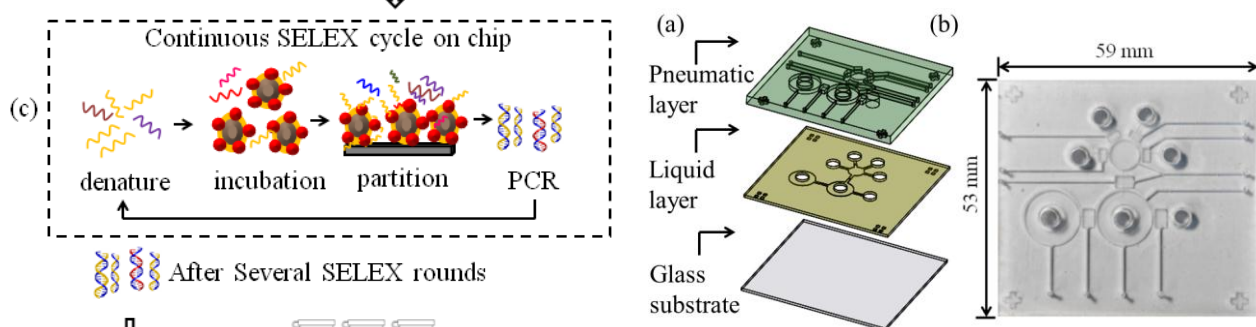 Continuous SELEX cycle on chip
(c)
denature
incubation
partition
PCR
After Several SELEX rounds
(a)
Pneumatic
layer
Liquid
layer
Glass
substrate
(b)
59 mm
53 mm